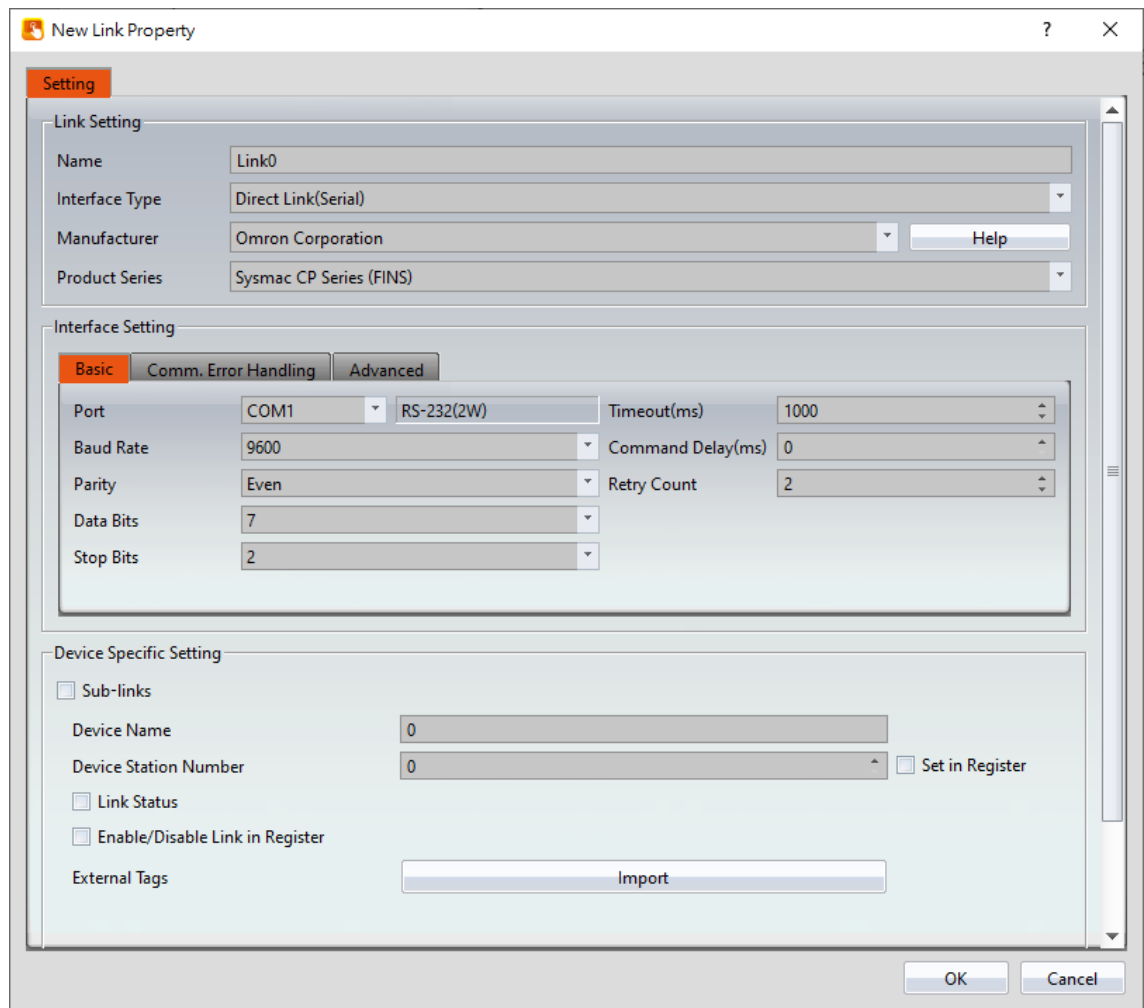 New Link Property ?
Setting
Link Setting
Name Link0
Interface Type Direct Link(Serial)
Manufacturer Omron Corporation Help
Product Series Sysmac CP Series (FINS)
Interface Setting
Basic Comm. Error Handling Advanced
Port COM1 RS-232(2W) Timeout(ms) 1000
Baud Rate 9600 Command Delay(ms) 0
Parity Even Retry Count 2
Data Bits 7
Stop Bits 2
Device Specific Setting
Sub-links
Device Name 0
Device Station Number 0 Set in Register
Link Status
Enable/Disable Link in Register
External Tags Import
OK Cancel